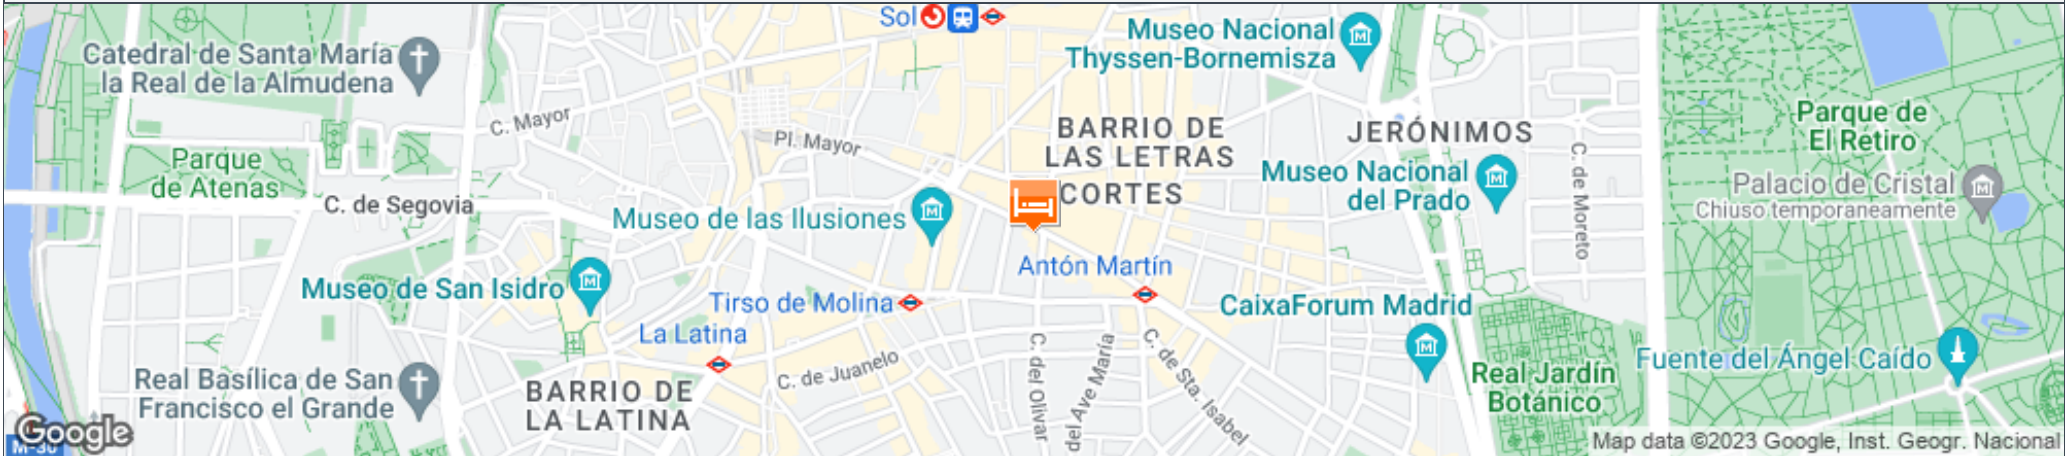 Sol
Catedral de Santa María
la Real de la Almudena
Museo Nacional
Thyssen-Bornemisza
C. Mayor
Pl. Mayor
BARRIO DE
LAS LETRAS
CORTES
JERÓNIMOS
Parque de
El Retiro
Parque
de Atenas
C. de Segovia
Museo de las Ilusiones
Museo Nacional
del Prado
C. de Moreto
Palacio de Cristal
Chiuso temporaneamente
Museo de San Isidro
Tirso de Molina
La Latina
Antón Martín
CaixaForum Madrid
Real Basílica de San
Francisco el Grande
BARRIO DE
LA LATINA
C. de Juanelo
C. del Olivar
del Ave María
C. de Sta. Isabel
Real Jardín
Botánico
Fuente del Ángel Caído
Google
M-30
Map data ©2023 Google, Inst. Geogr. Nacional